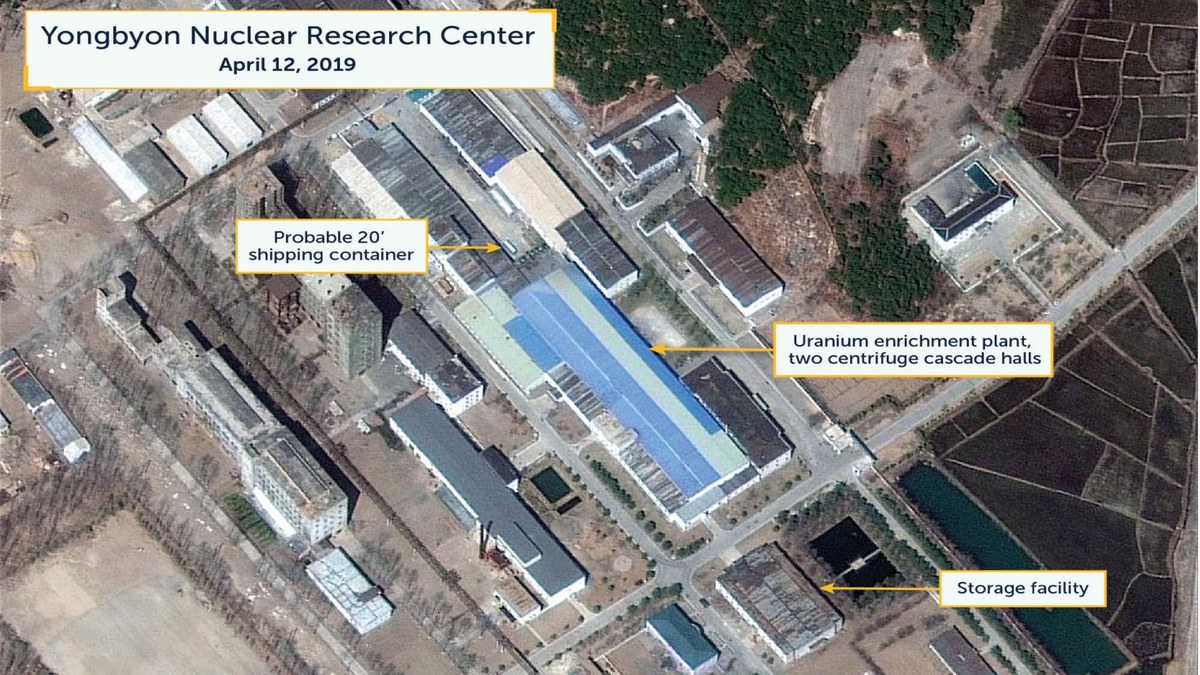 Yongbyon Nuclear Research Center
April 12, 2019
Probable 20′
shipping container
Uranium enrichment plant,
two centrifuge cascade halls
Storage facility